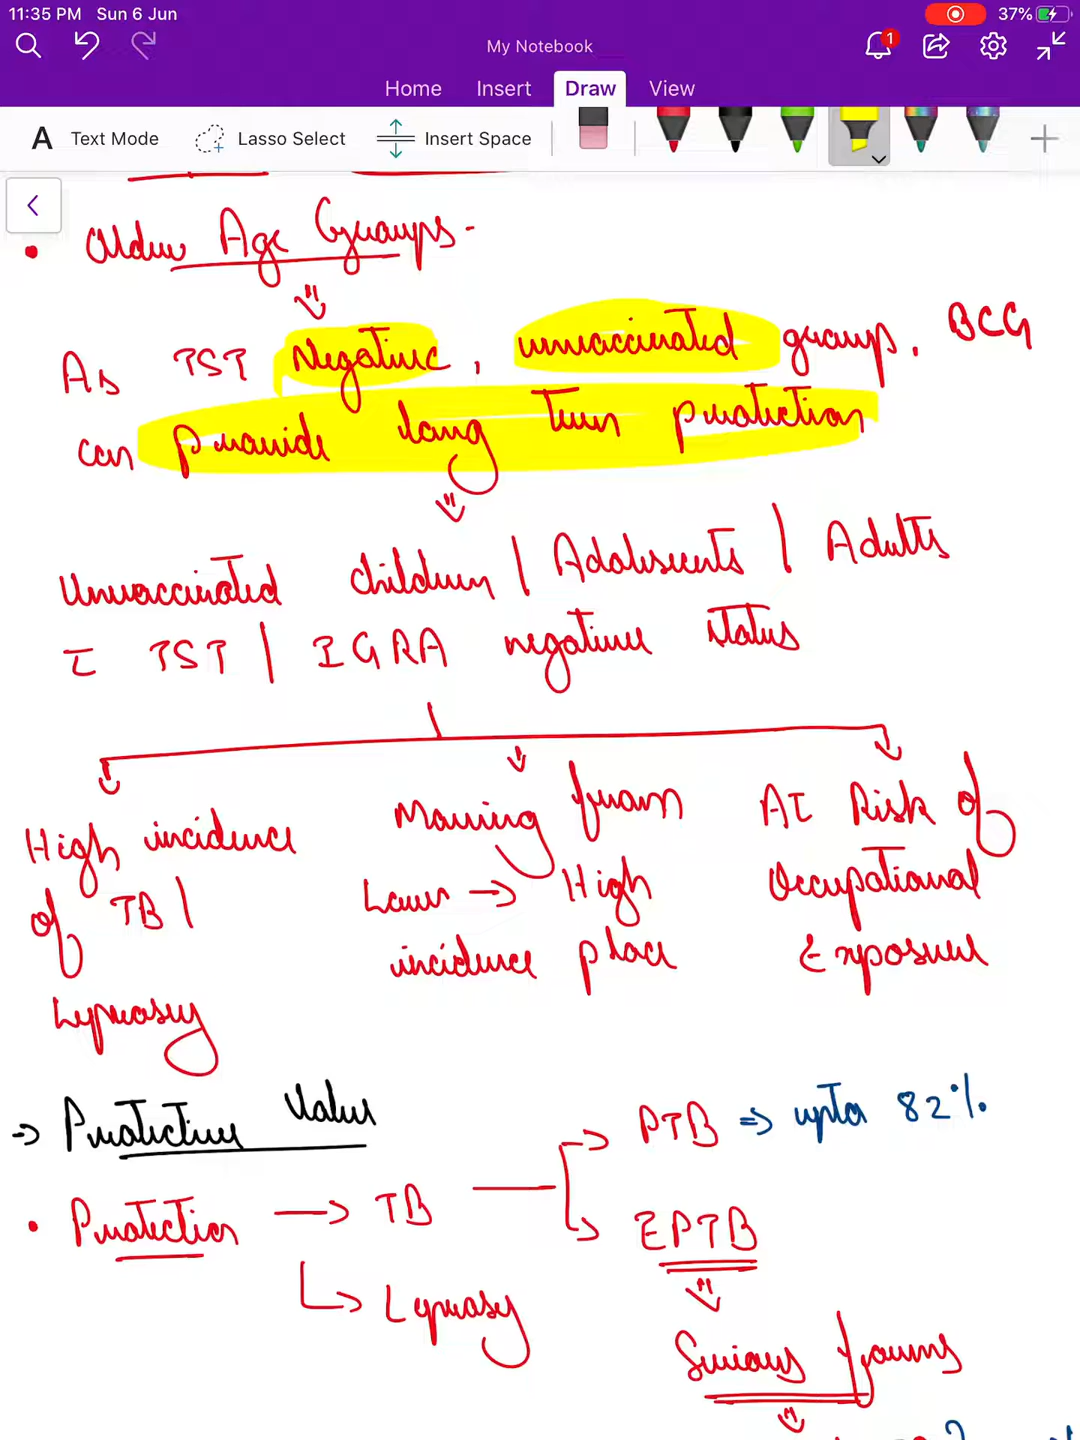 11:35 PM Sun 6 Jun
37%
1
My Notebook
Home Insert Draw View
A Text Mode Lasso Select Insert Space
• Older Age Groups -
As TST Negative, unvaccinated group, BCG
can provide long term protection
Unvaccinated children | Adolescents | Adults
c TST | IGRA negative status
High incidence
of TB |
Leprosy
Moving from
Low → High
incidence place
At Risk of
Occupational
Exposure
→ Protective Value
• Protection → TB
→ PTB ⇒ upto 82%
→ EPTB
→ Leprosy
Serious forms